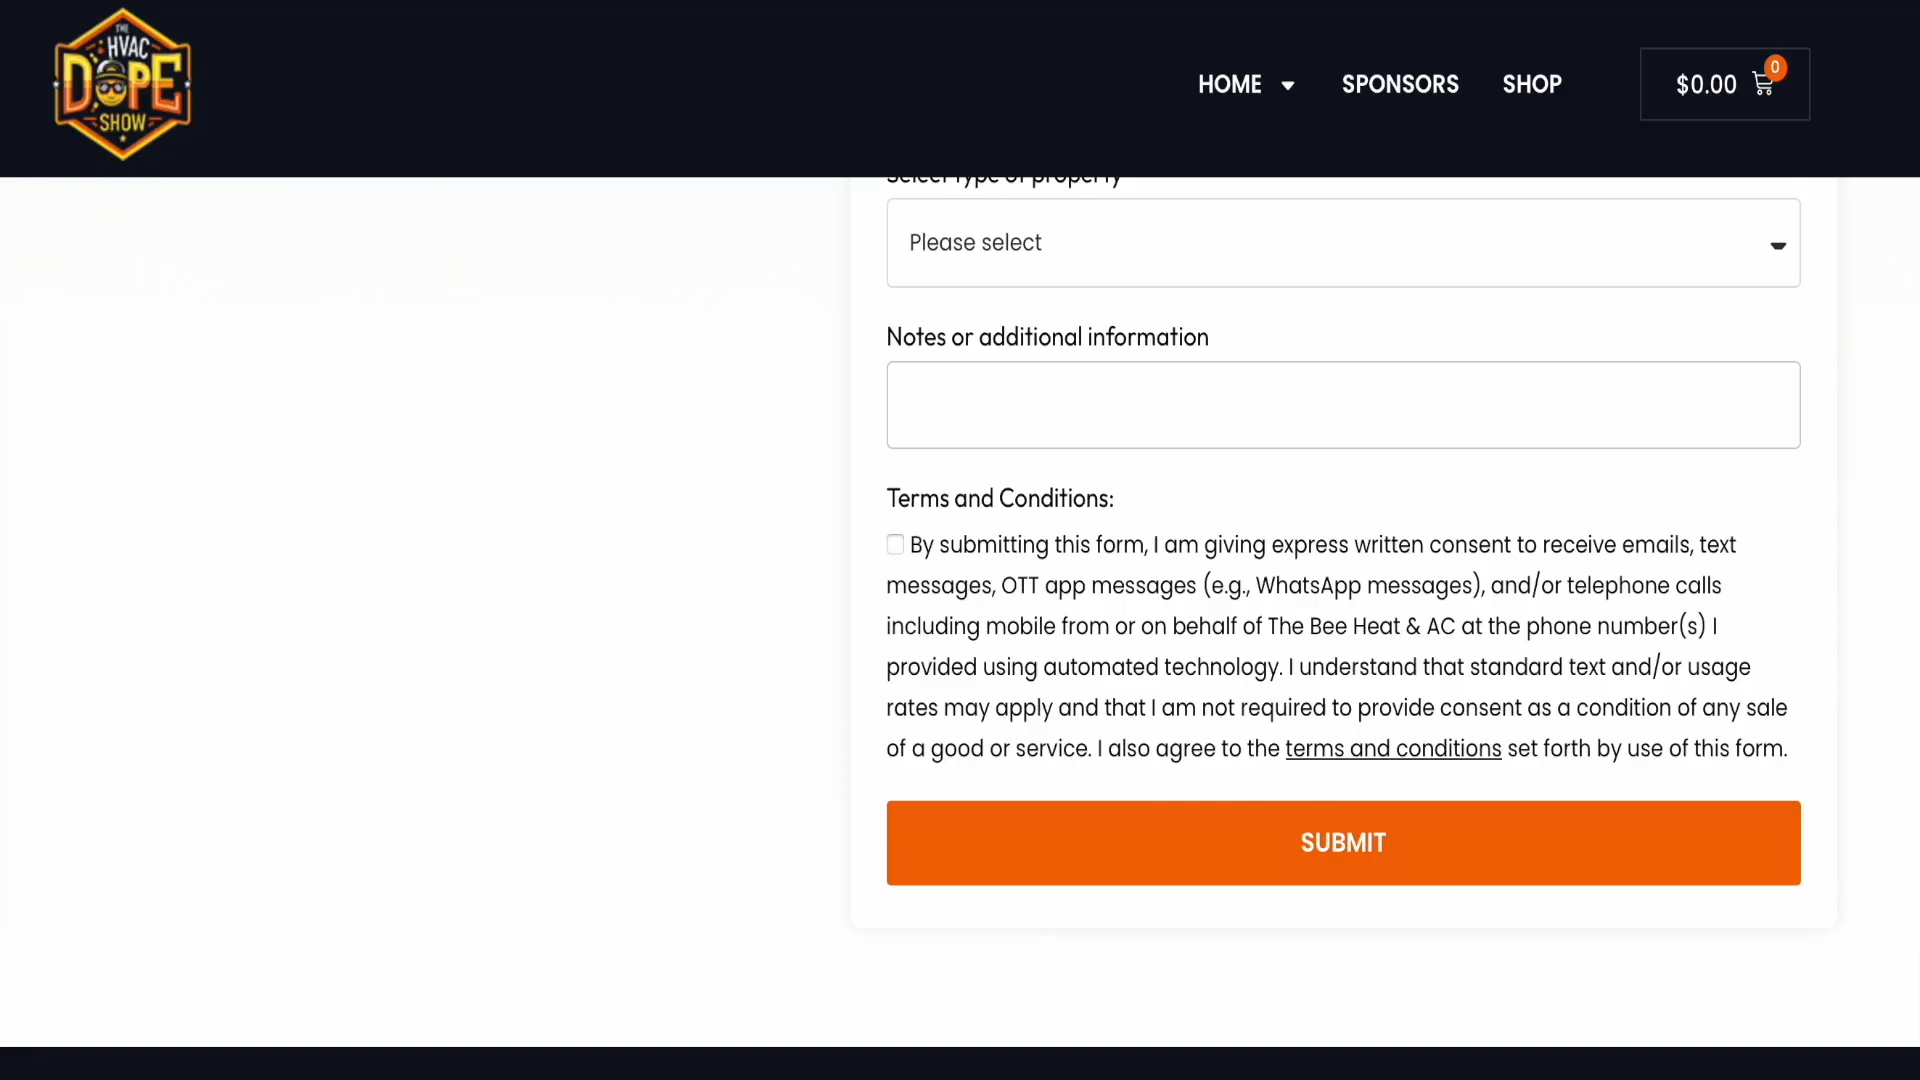 THE
HVAC
DOPE
SHOW
HOME
SPONSORS
SHOP
$0.00
0
Select type of property
Please select
Notes or additional information
Terms and Conditions:
By submitting this form, I am giving express written consent to receive emails, text
messages, OTT app messages (e.g., WhatsApp messages), and/or telephone calls
including mobile from or on behalf of The Bee Heat & AC at the phone number(s) I
provided using automated technology. I understand that standard text and/or usage
rates may apply and that I am not required to provide consent as a condition of any sale
of a good or service. I also agree to the terms and conditions set forth by use of this form.
SUBMIT